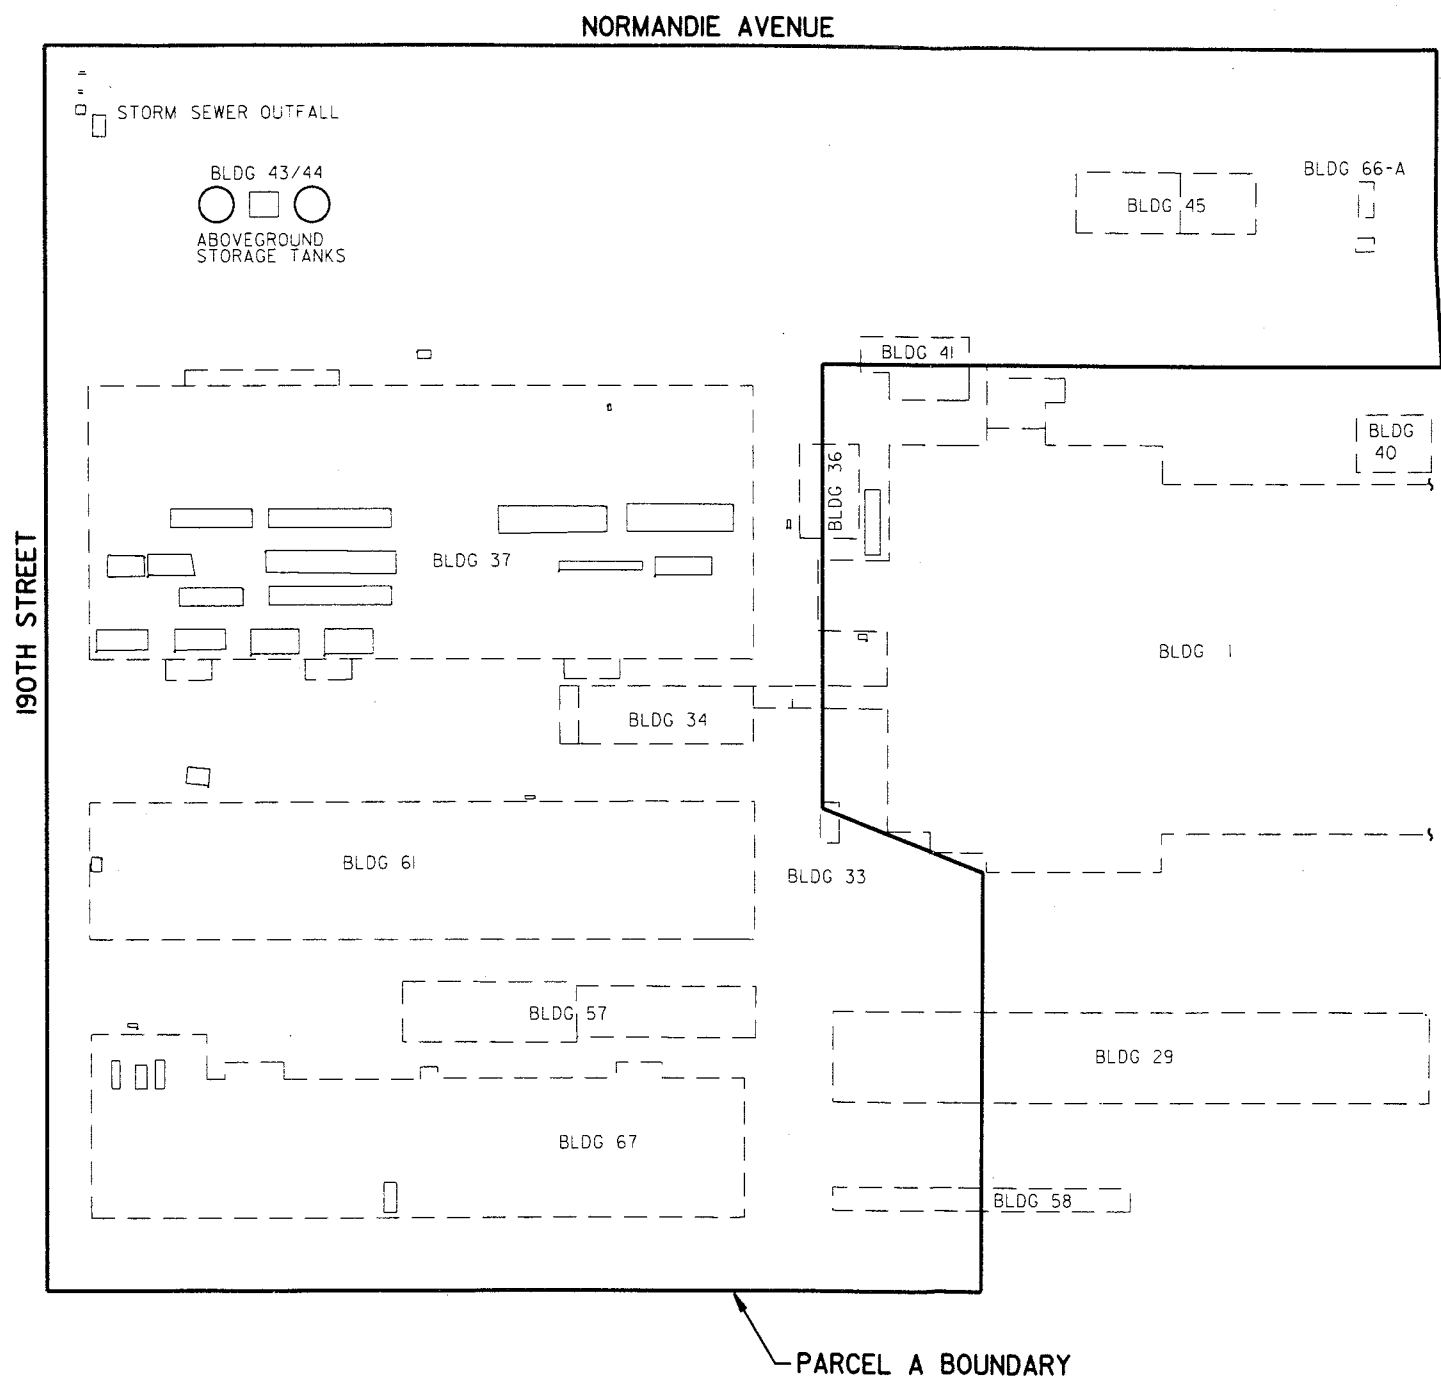 NORMANDIE AVENUE
STORM SEWER OUTFALL
BLDG 43/44
ABOVEGROUND
STORAGE TANKS
BLDG 66-A
BLDG 45
BLDG 41
BLDG
40
BLDG 36
190TH STREET
BLDG 37
BLDG 1
BLDG 34
BLDG 61
BLDG 33
BLDG 57
BLDG 29
BLDG 67
BLDG 58
PARCEL A BOUNDARY